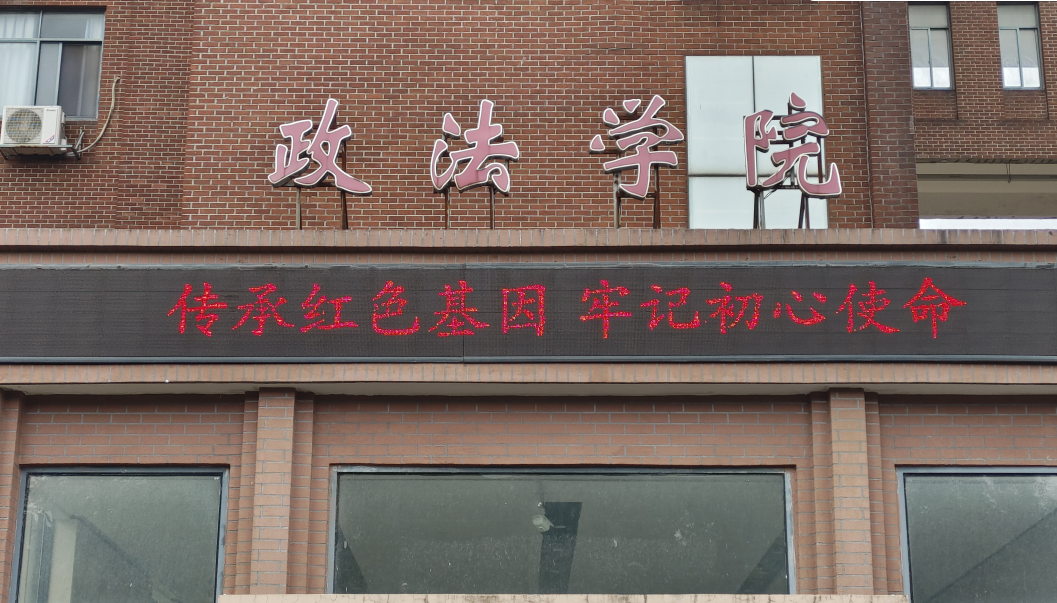 政法学院
传承红色基因 牢记初心使命